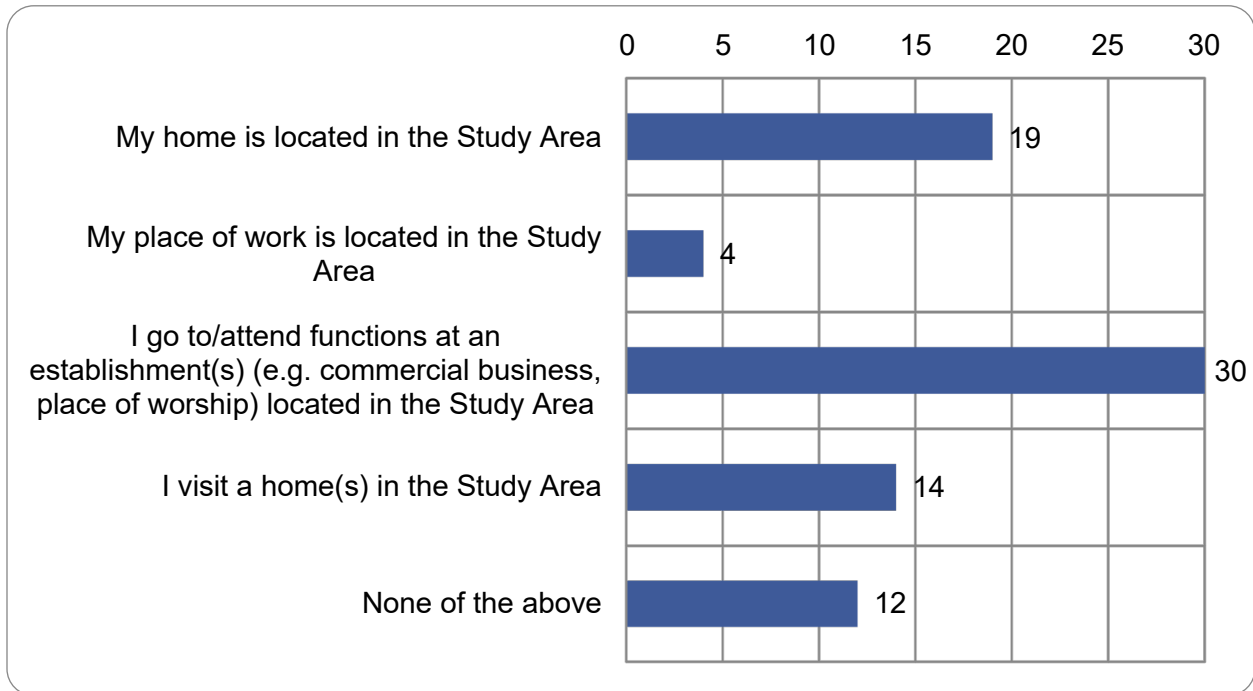 0 5 10 15 20 25 30
My home is located in the Study Area
19
My place of work is located in the Study
Area
4
I go to/attend functions at an
establishment(s) (e.g. commercial business,
place of worship) located in the Study Area
30
I visit a home(s) in the Study Area
14
None of the above
12